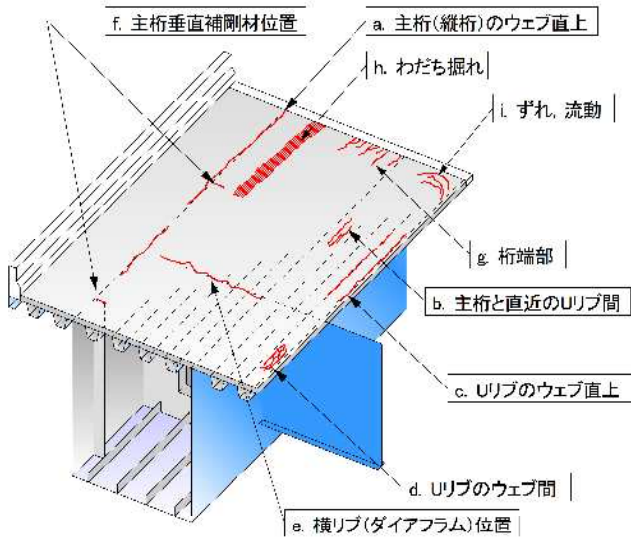 f. 主桁垂直補剛材位置
a. 主桁(縦桁)のウェブ直上
h. わだち掘れ
i. ずれ, 流動
g. 桁端部
b. 主桁と直近のUリブ間
c. Uリブのウェブ直上
d. Uリブのウェブ間
e. 横リブ(ダイアフラム)位置